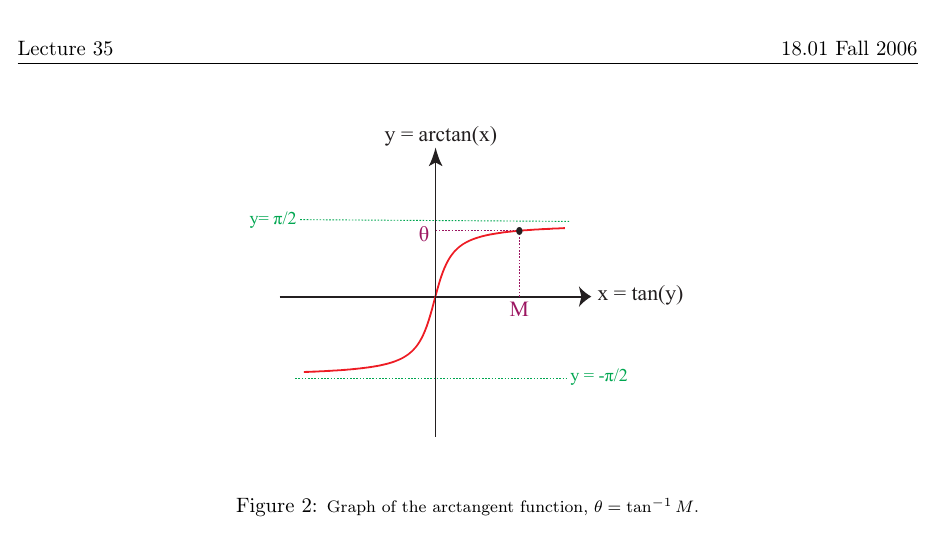 Lecture 35 18.01 Fall 2006
y = arctan(x)
y= π/2
θ
x = tan(y)
M
y = -π/2
Figure 2: Graph of the arctangent function, θ = tan⁻¹ M.